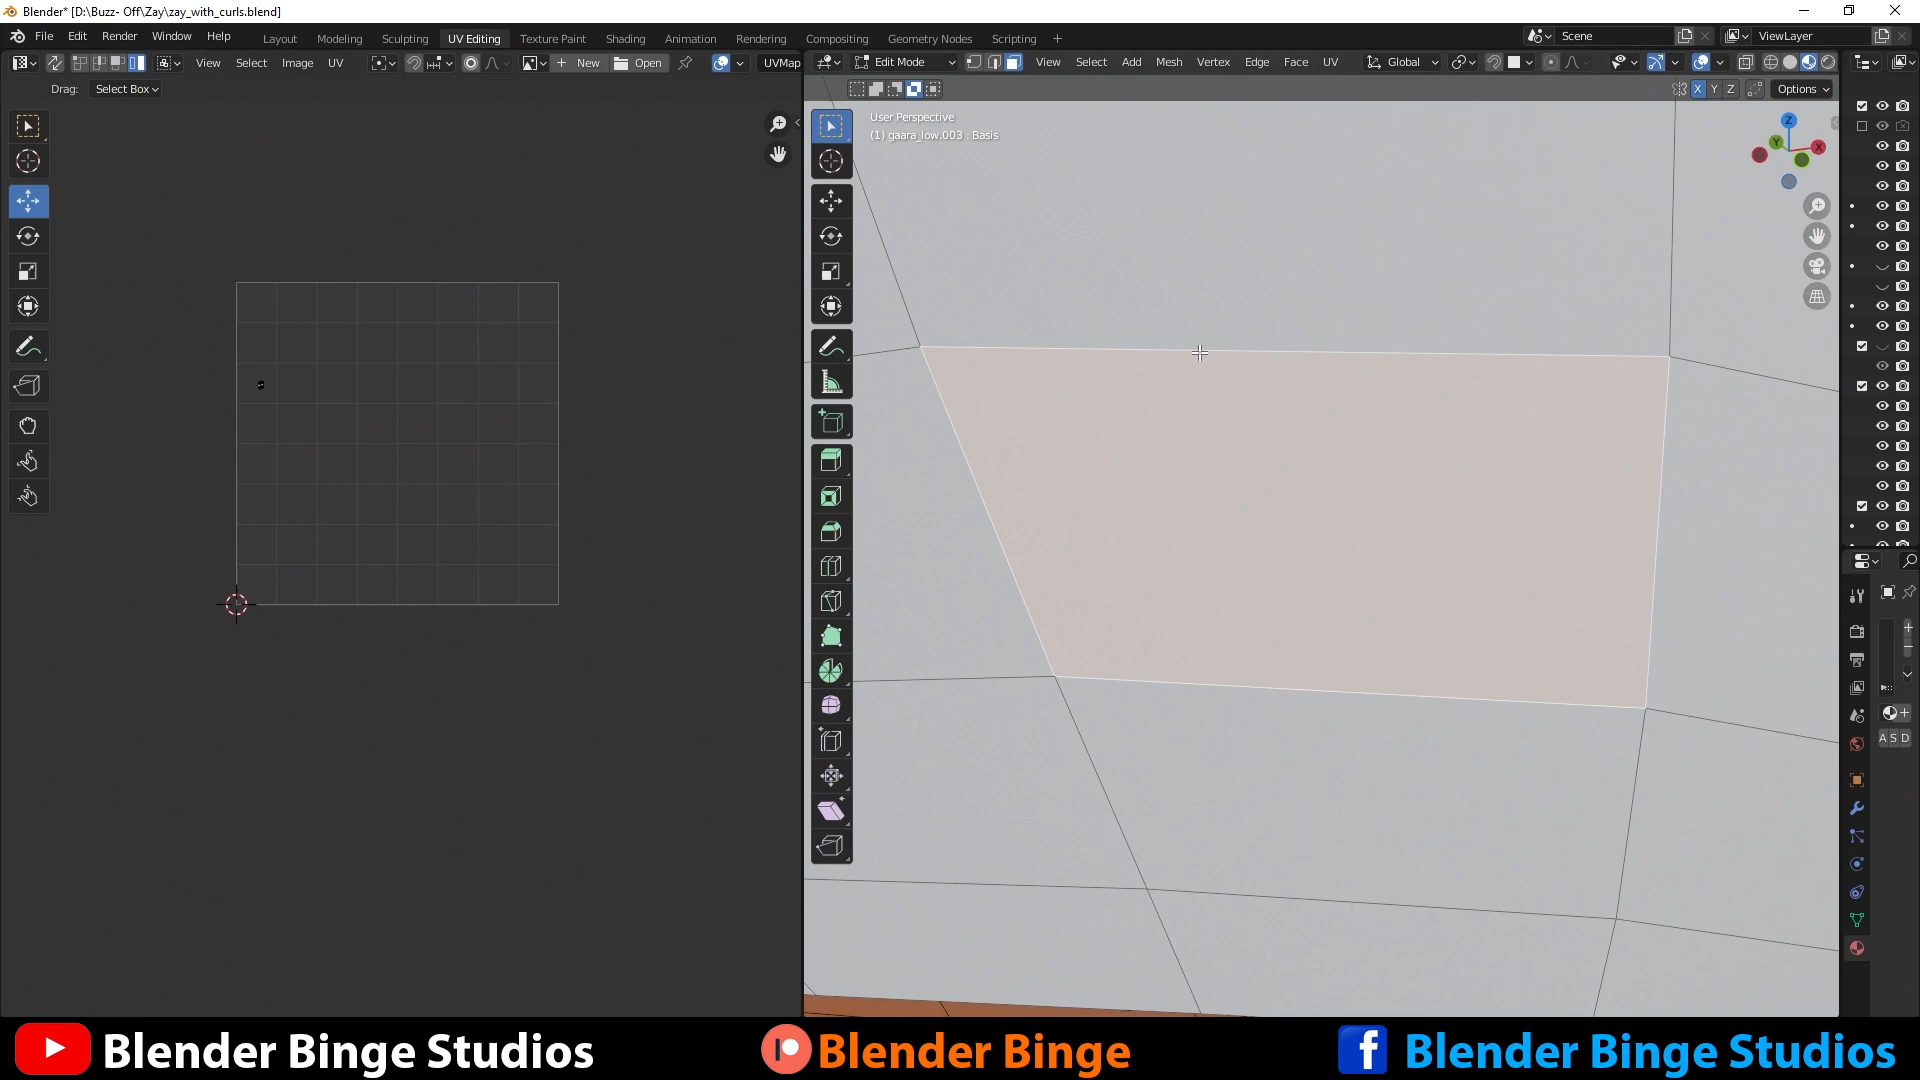 Blender* [D:\Buzz- Off\Zay\zay_with_curls.blend]
File Edit Render Window Help
Layout Modeling Sculpting UV Editing Texture Paint Shading Animation Rendering Compositing Geometry Nodes Scripting
Scene
ViewLayer
View Select Image UV
New
Open
UVMap
Edit Mode
View Select Add Mesh Vertex Edge Face UV
Global
Drag: Select Box
X Y Z
Options
User Perspective
(1) gaara_low.003 : Basis
Z
Y
X
A S D
Blender Binge Studios
Blender Binge
Blender Binge Studios